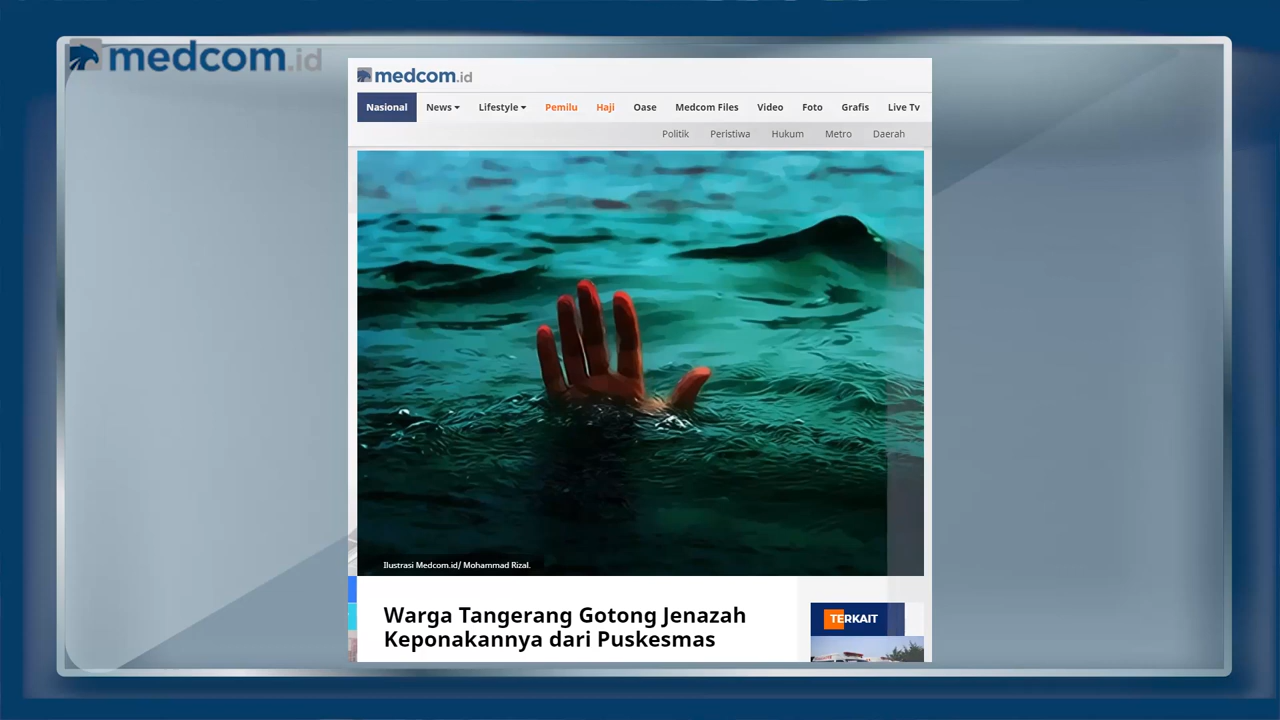 medcom.id
medcom.id
Nasional News Lifestyle Pemilu Haji Oase Medcom Files Video Foto Grafis Live Tv
Politik Peristiwa Hukum Metro Daerah
Ilustrasi Medcom.id/ Mohammad Rizal.
Warga Tangerang Gotong Jenazah
Keponakannya dari Puskesmas
TERKAIT